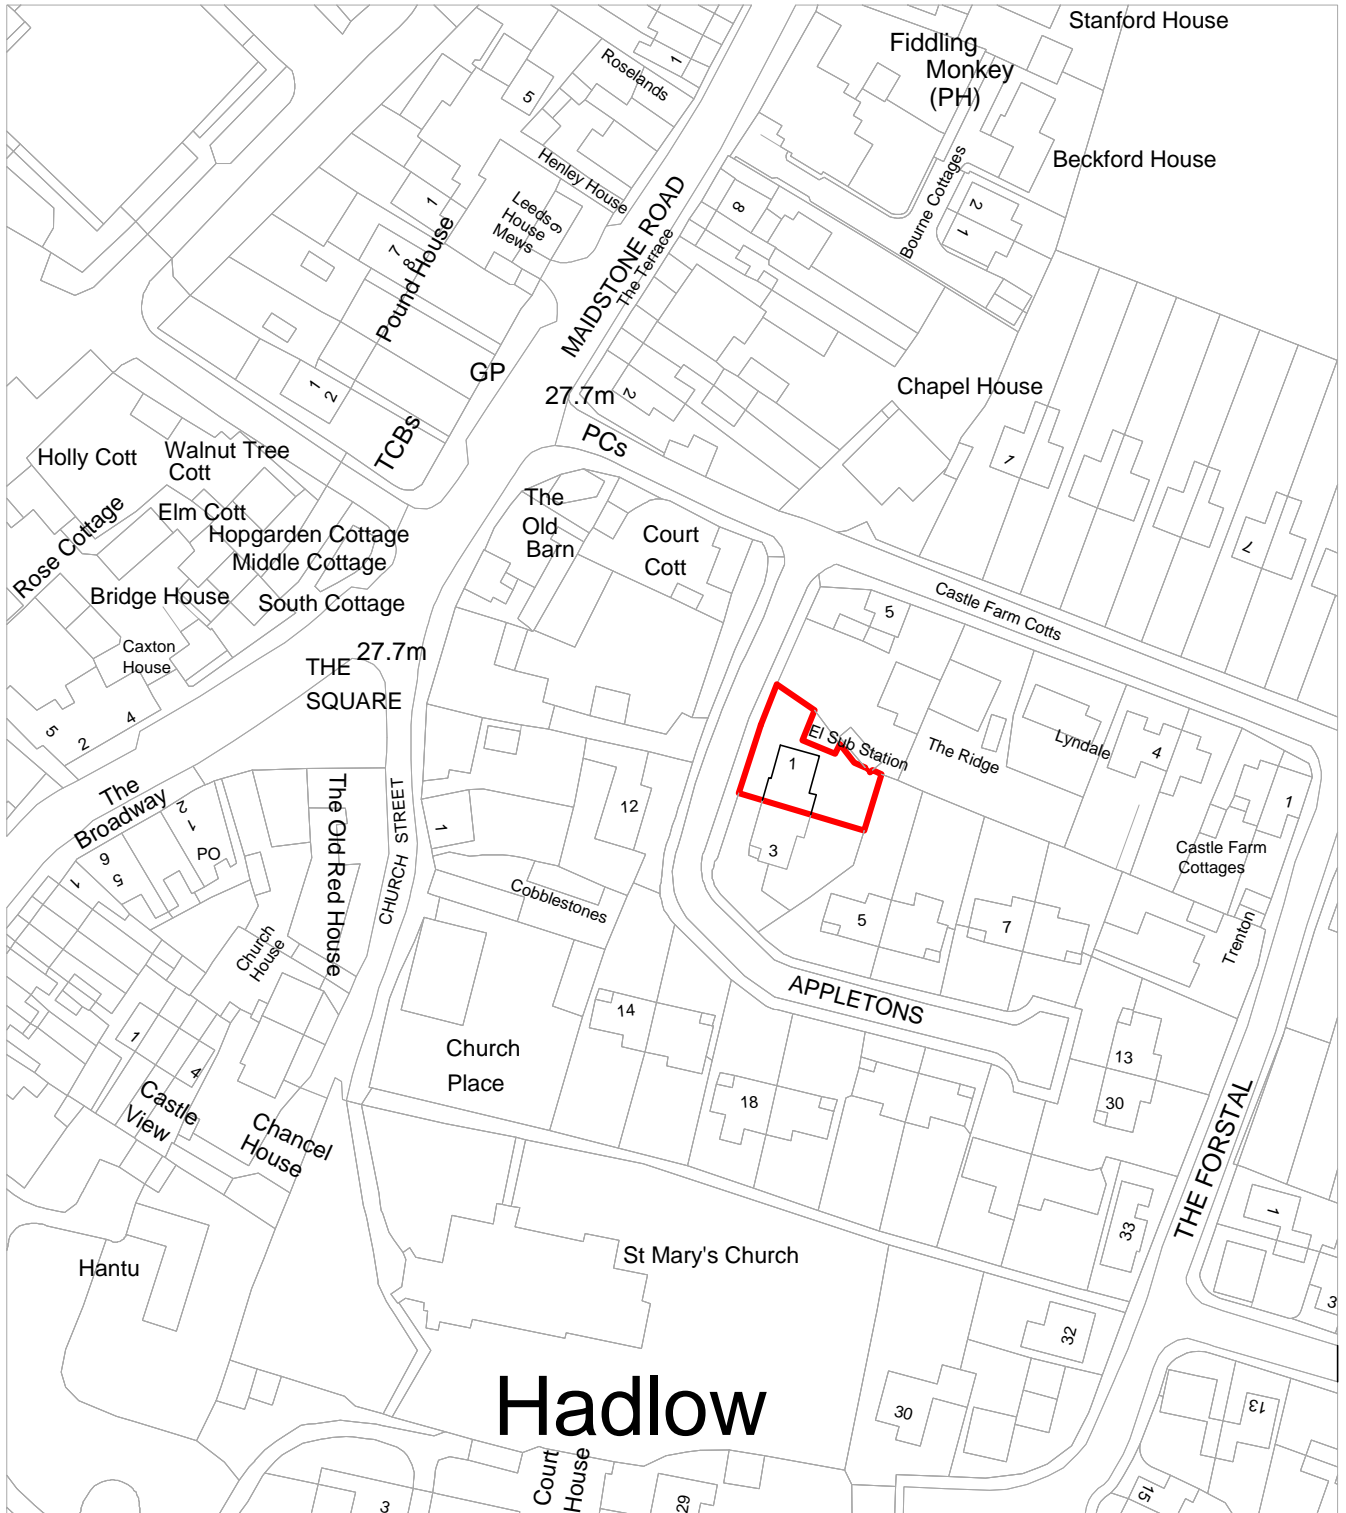 Stanford House
Fiddling
Monkey
(PH)
Roselands
1
5
Beckford House
Henley House
Bourne Cottages
Leeds
House
Mews
9
1
8
2
1
MAIDSTONE ROAD
The Terrace
7
8
Pound House
GP
27.7m
2
Chapel House
1
2
TCBs
PCs
Holly Cott
Walnut Tree
Cott
1
Elm Cott
The
Old
Barn
Court
Cott
Hopgarden Cottage
Middle Cottage
Rose Cottage
7
Bridge House
South Cottage
Castle Farm Cotts
5
Caxton
House
27.7m
THE
SQUARE
5
2
4
El Sub Station
The Ridge
Lyndale
4
1
The
Broadway
2
1
PO
6
5
1
The Old Red House
CHURCH STREET
1
12
1
3
Castle Farm
Cottages
Cobblestones
5
7
Trenton
Church
House
APPLETONS
14
Church
Place
1
4
13
30
18
Castle
View
Chancel
House
THE FORSTAL
33
1
Hantu
St Mary's Church
3
32
Hadlow
30
13
Court
House
3
29
15